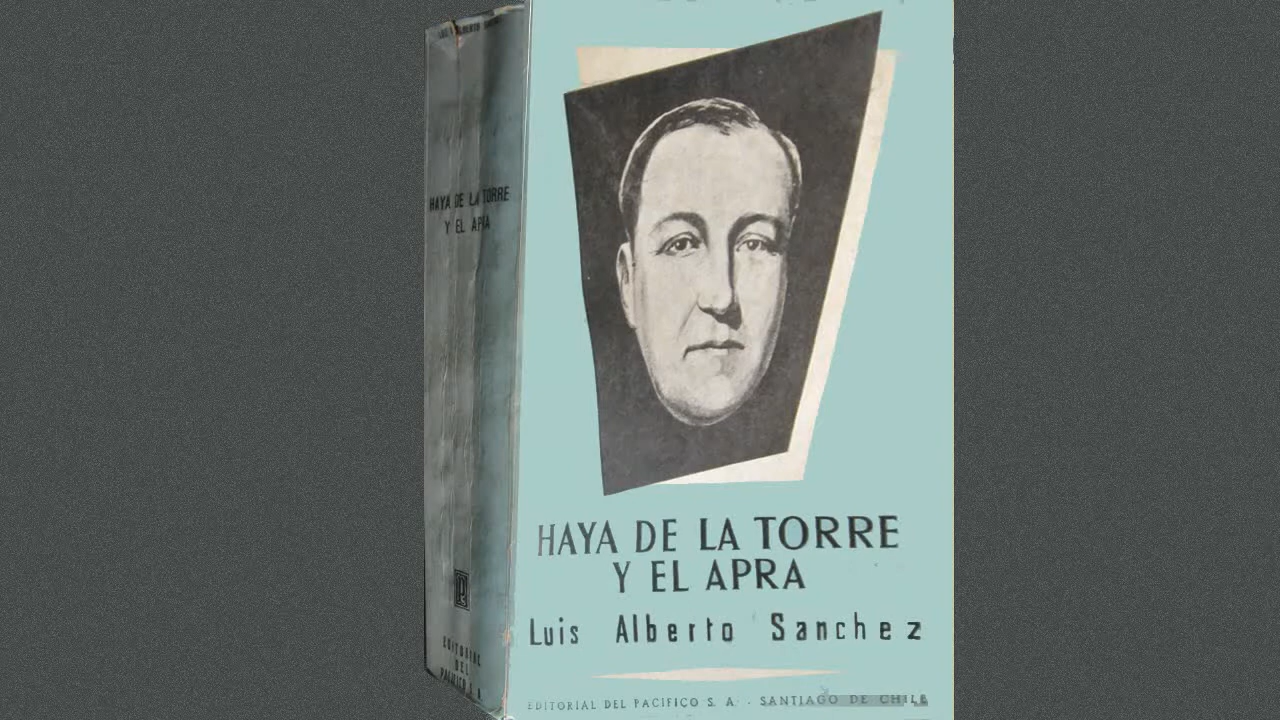 HAYA DE LA TORRE
Y EL APRA
EDITORIAL
DEL
PACIFICO S. A.
HAYA DE LA TORRE
Y EL APRA
Luis Alberto Sanchez
EDITORIAL DEL PACIFICO S. A. - SANTIAGO DE CHILE